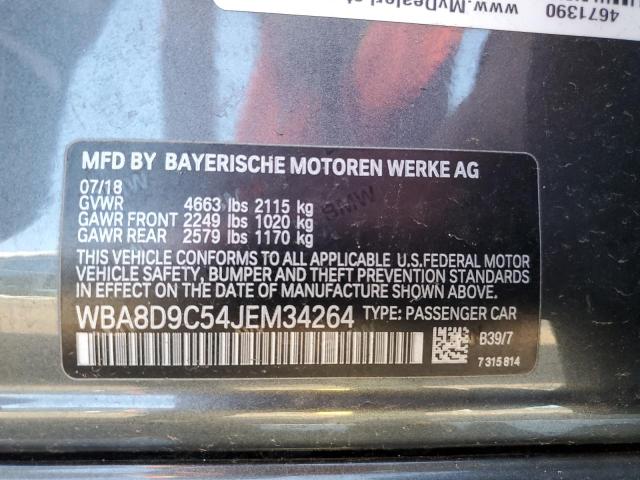 www.MyDealerL
4671390
MFD BY BAYERISCHE MOTOREN WERKE AG
07/18
GVWR 4663 lbs 2115 kg
GAWR FRONT 2249 lbs 1020 kg
GAWR REAR 2579 lbs 1170 kg
THIS VEHICLE CONFORMS TO ALL APPLICABLE U.S.FEDERAL MOTOR
VEHICLE SAFETY, BUMPER AND THEFT PREVENTION STANDARDS
IN EFFECT ON THE DATE OF MANUFACTURE SHOWN ABOVE.
WBA8D9C54JEM34264 TYPE: PASSENGER CAR
B39/7
7 315 814